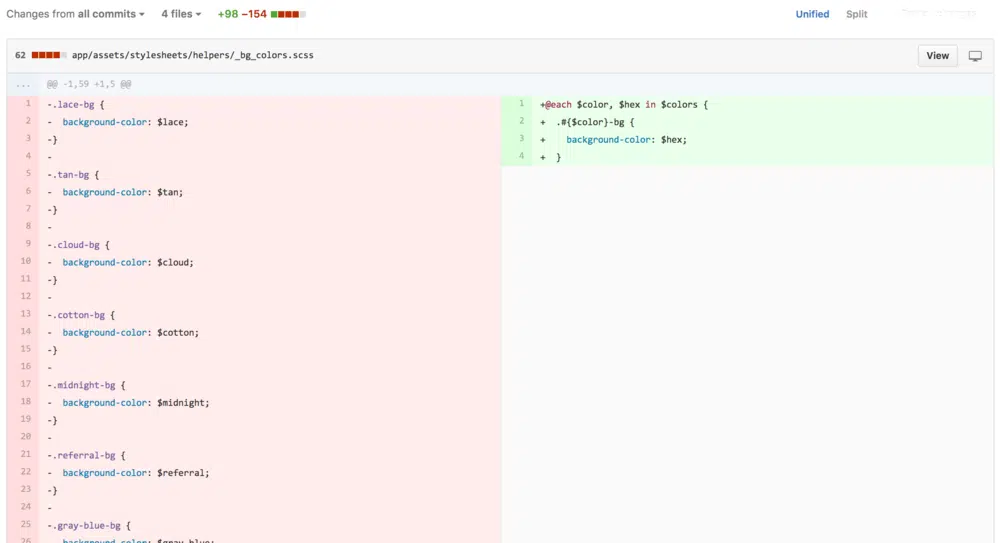 Changes from all commits 4 files +98 −154 Unified Split
62 app/assets/stylesheets/helpers/_bg_colors.scss View
... @@ -1,59 +1,5 @@
1 -.lace-bg { 1 +@each $color, $hex in $colors {
2 - background-color: $lace; 2 + .#{$color}-bg {
3 -} 3 + background-color: $hex;
4 - 4 + }
5 -.tan-bg {
6 - background-color: $tan;
7 -}
8 -
9 -.cloud-bg {
10 - background-color: $cloud;
11 -}
12 -
13 -.cotton-bg {
14 - background-color: $cotton;
15 -}
16 -
17 -.midnight-bg {
18 - background-color: $midnight;
19 -}
20 -
21 -.referral-bg {
22 - background-color: $referral;
23 -}
24 -
25 -.gray-blue-bg {
26 background-color: $gray-blue;